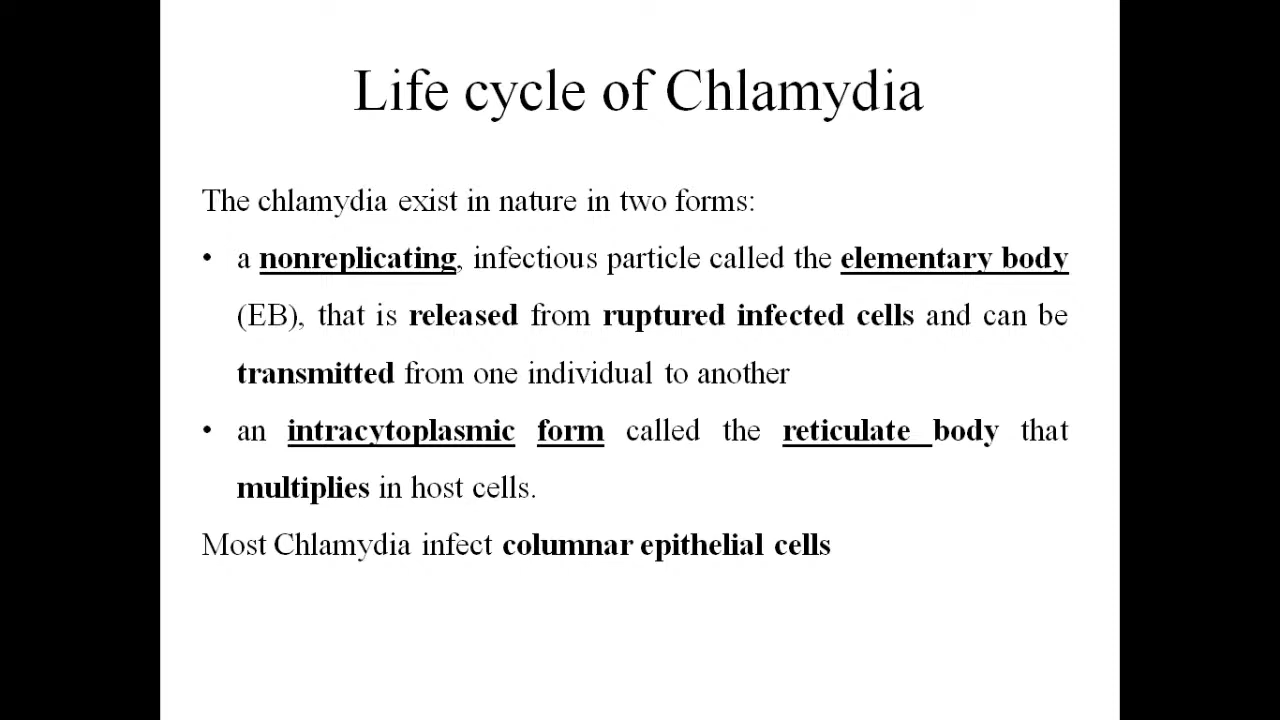 Life cycle of Chlamydia
The chlamydia exist in nature in two forms:
• a nonreplicating, infectious particle called the elementary body
(EB), that is released from ruptured infected cells and can be
transmitted from one individual to another
• an intracytoplasmic form called the reticulate body that
multiplies in host cells.
Most Chlamydia infect columnar epithelial cells